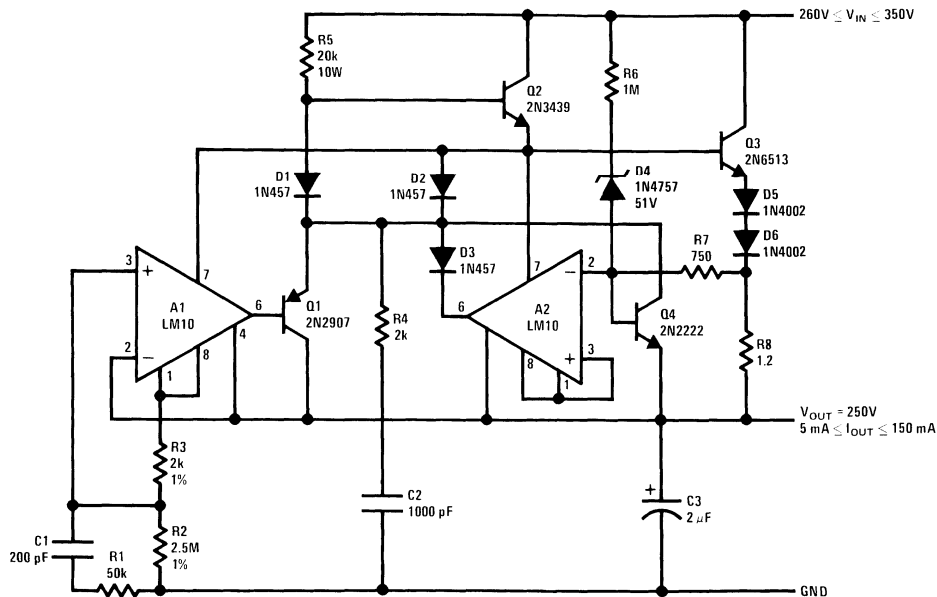 260V ≤ VIN ≤ 350V
R5
20k
10W
Q2
2N3439
R6
1M
Q3
2N6513
D1
1N457
D2
1N457
D4
1N4757
51V
D5
1N4002
D6
1N4002
D3
1N457
R7
750
3
+
7
A1
LM10
6
4
2
−
8
1
Q1
2N2907
R4
2k
7
−
2
6
A2
LM10
+
3
8
1
Q4
2N2222
R8
1.2
VOUT = 250V
5 mA ≤ IOUT ≤ 150 mA
R3
2k
1%
C2
1000 pF
+
C3
2 μF
C1
200 pF
R2
2.5M
1%
R1
50k
GND